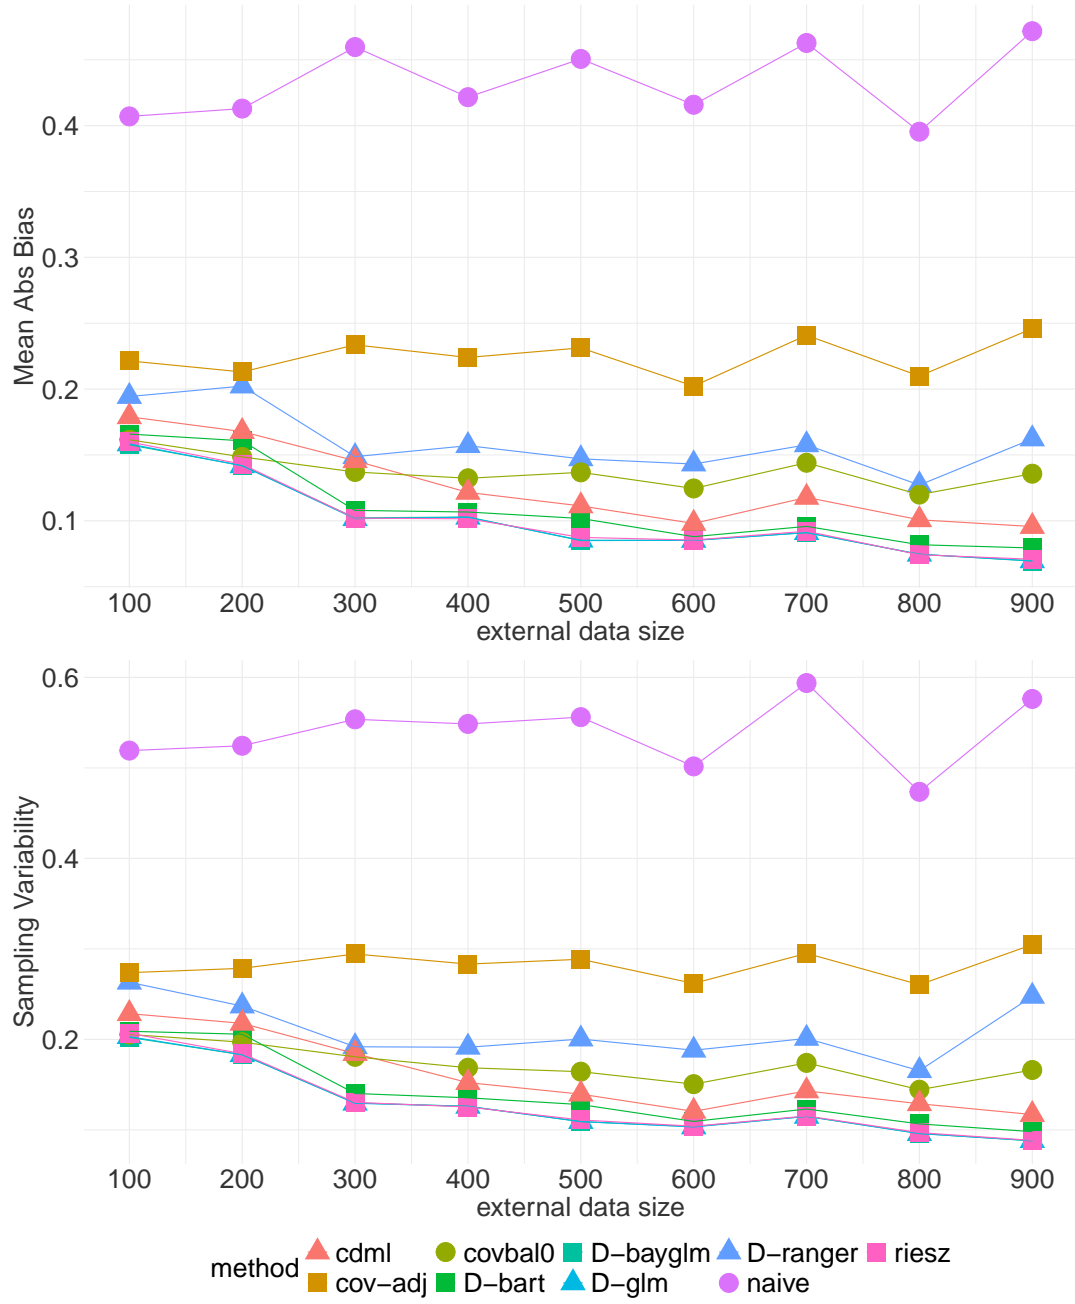 Mean Abs Bias
0.4
0.3
0.2
0.1
100 200 300 400 500 600 700 800 900
external data size
Sampling Variability
0.6
0.4
0.2
100 200 300 400 500 600 700 800 900
external data size
method
cdml covbal0 D−bayglm D−ranger riesz
cov−adj D−bart D−glm naive